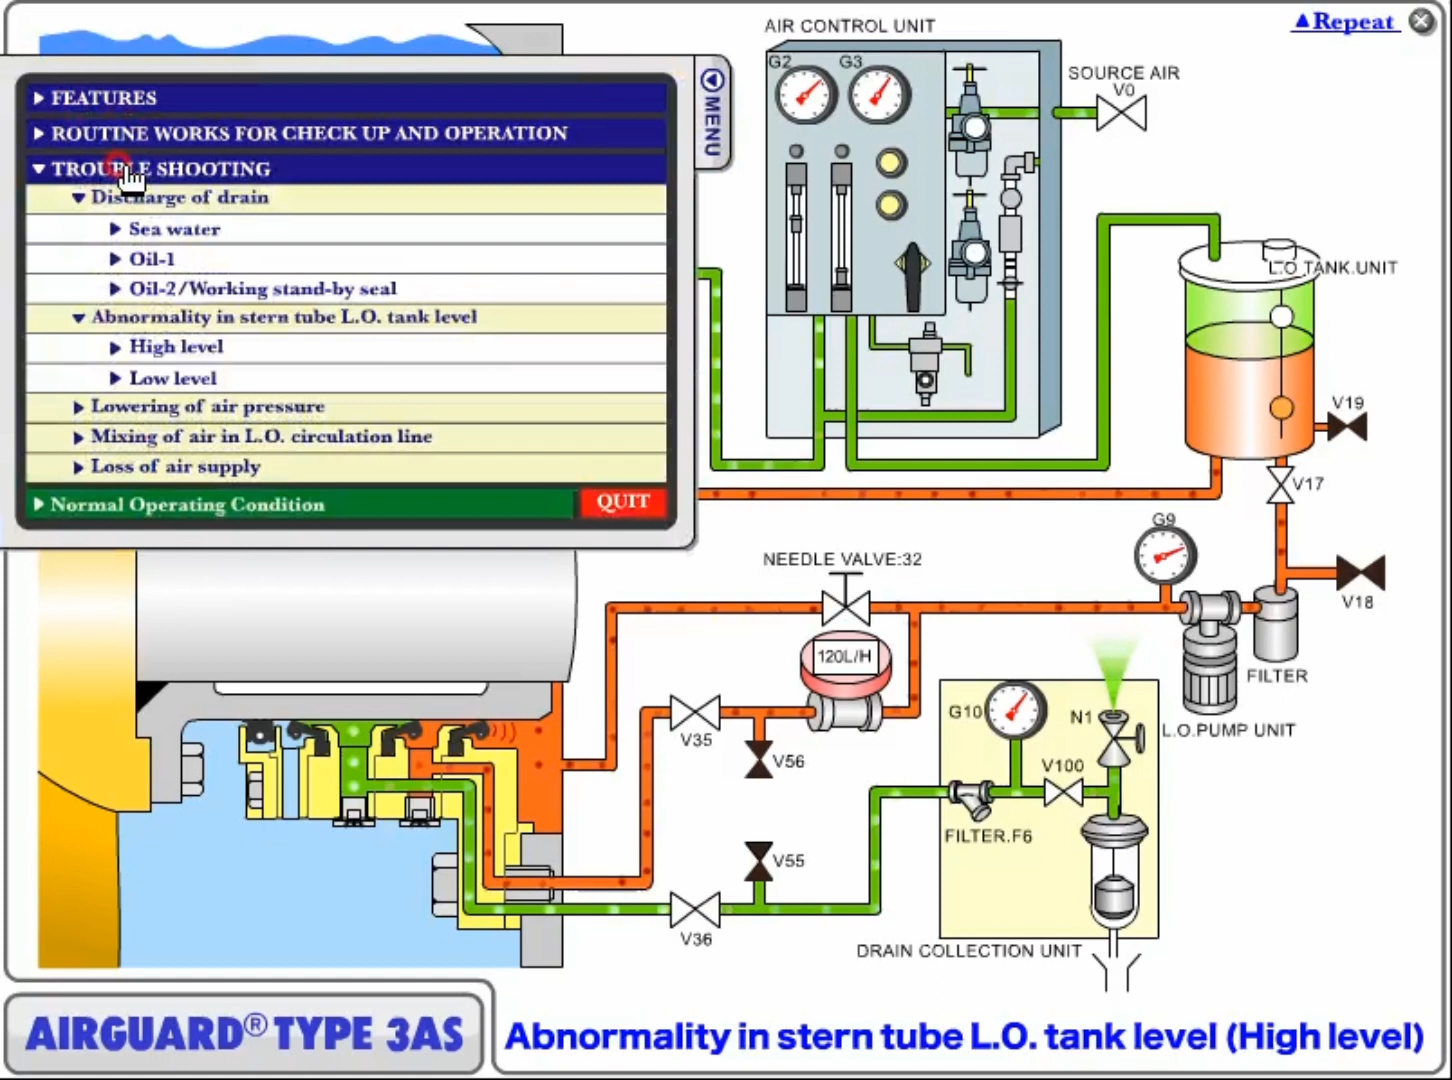 AIR CONTROL UNIT
▲Repeat
G2
G3
SOURCE AIR
V0
FEATURES
ROUTINE WORKS FOR CHECK UP AND OPERATION
TROUBLE SHOOTING
Discharge of drain
Sea water
Oil-1
Oil-2/Working stand-by seal
Abnormality in stern tube L.O. tank level
High level
Low level
Lowering of air pressure
Mixing of air in L.O. circulation line
Loss of air supply
Normal Operating Condition
QUIT
MENU
L.O.TANK.UNIT
V19
V17
G9
V18
NEEDLE VALVE:32
120L/H
FILTER
L.O.PUMP UNIT
G10
N1
V35
V56
V100
FILTER.F6
V55
V36
DRAIN COLLECTION UNIT
AIRGUARD® TYPE 3AS
Abnormality in stern tube L.O. tank level (High level)